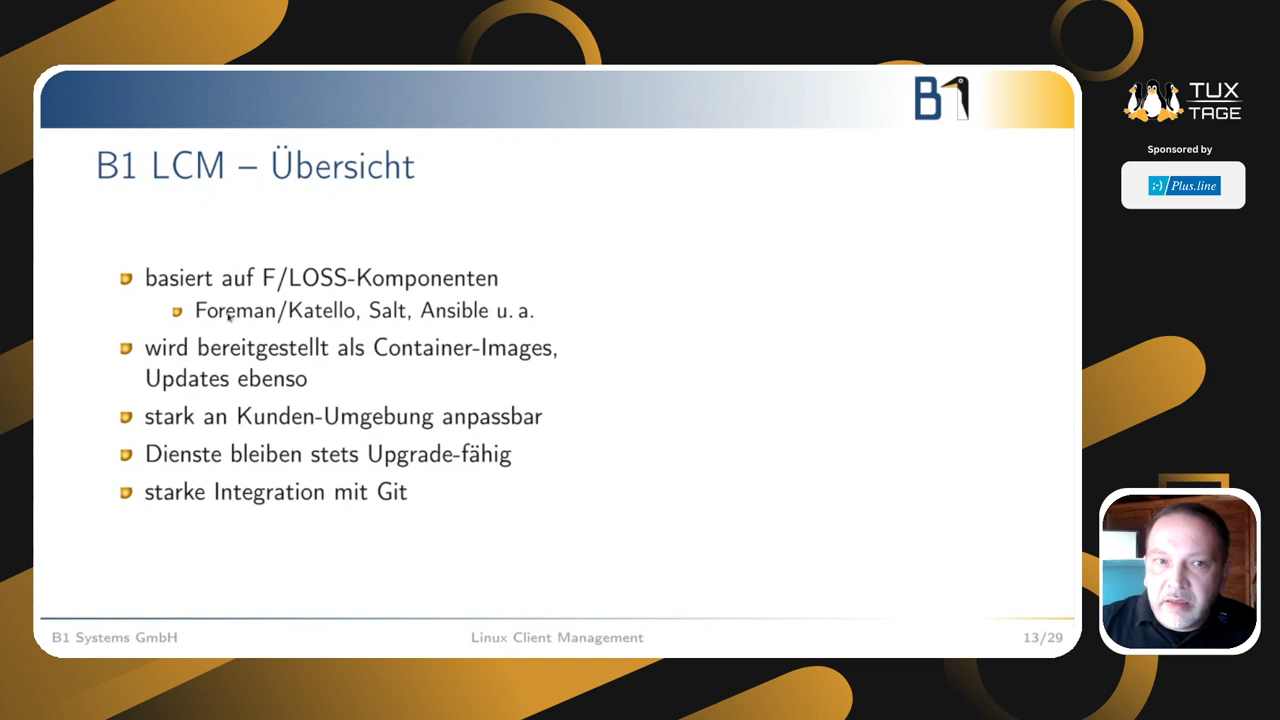 B1
TUX
TAGE
Sponsored by
:-) Plus.line
B1 LCM – Übersicht
basiert auf F/LOSS-Komponenten
Foreman/Katello, Salt, Ansible u. a.
wird bereitgestellt als Container-Images,
Updates ebenso
stark an Kunden-Umgebung anpassbar
Dienste bleiben stets Upgrade-fähig
starke Integration mit Git
B1 Systems GmbH
Linux Client Management
13/29